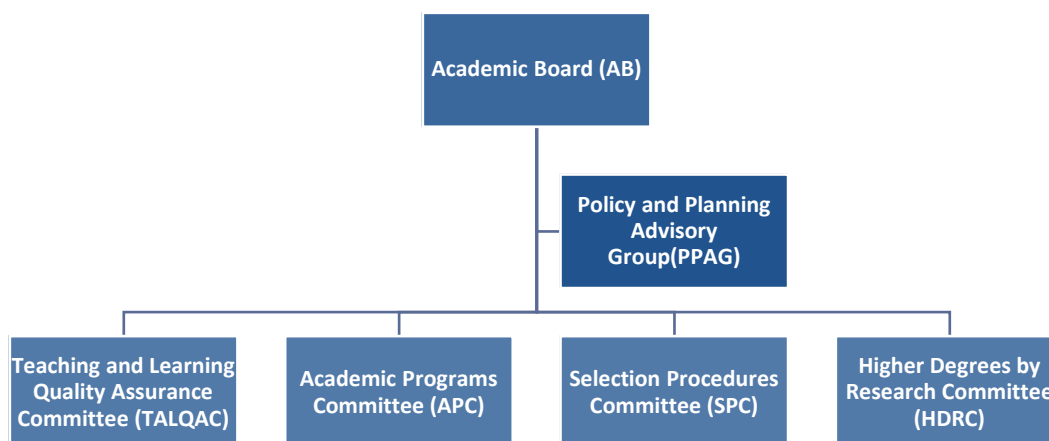 Academic Board (AB)
Policy and Planning
Advisory
Group(PPAG)
Teaching and Learning
Quality Assurance
Committee (TALQAC)
Academic Programs
Committee (APC)
Selection Procedures
Committee (SPC)
Higher Degrees by
Research Committee
(HDRC)